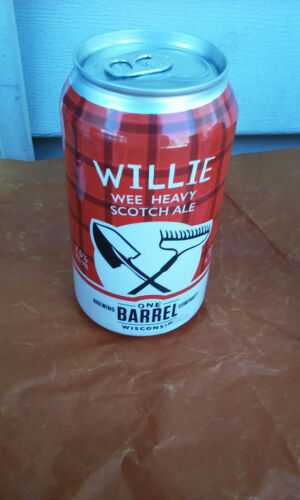 WILLIE
WEE HEAVY
SCOTCH ALE
ONE
BREWING BARREL COMPANY
WISCONSIN